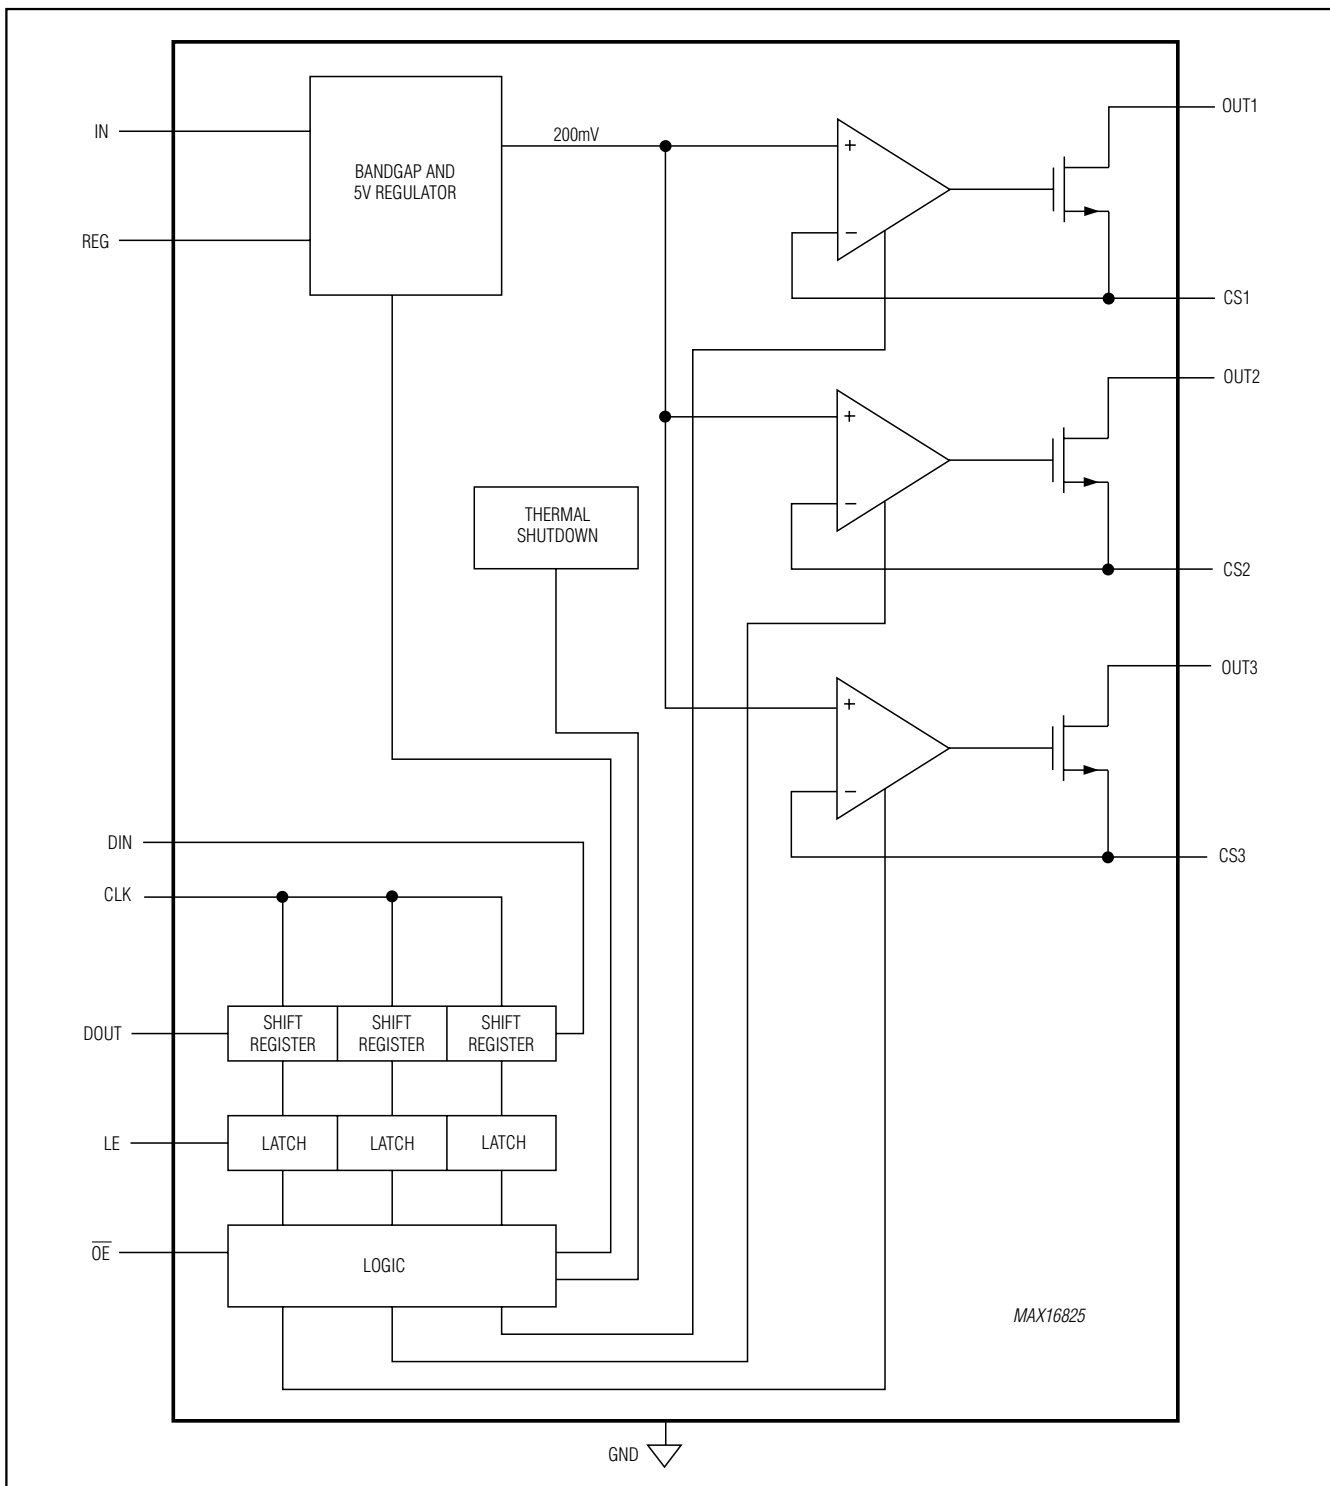 OUT1
IN
200mV
+
BANDGAP AND
5V REGULATOR
−
REG
CS1
OUT2
+
−
THERMAL
SHUTDOWN
CS2
OUT3
+
−
DIN
CS3
CLK
DOUT
SHIFT
REGISTER
SHIFT
REGISTER
SHIFT
REGISTER
LE
LATCH
LATCH
LATCH
O̅E̅
LOGIC
MAX16825
GND